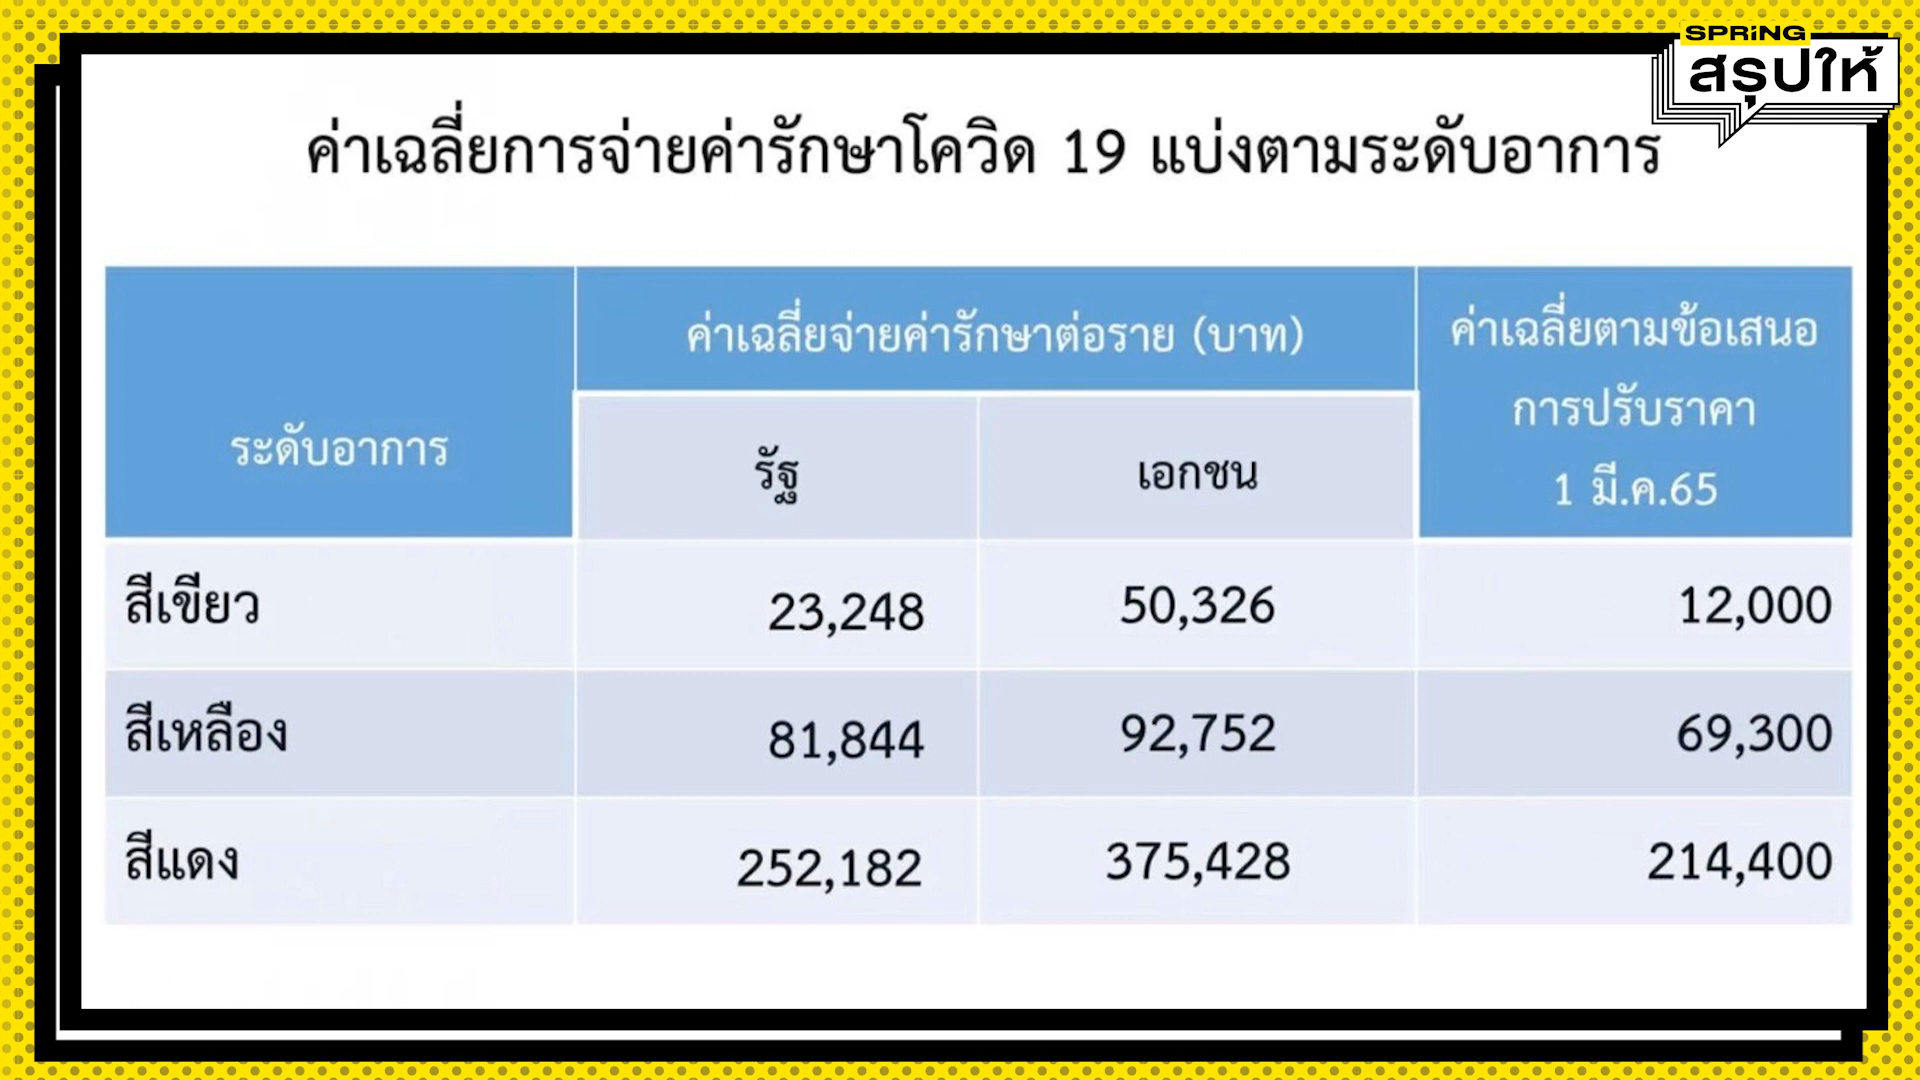 SPRiNG
สรุปให้
ค่าเฉลี่ยการจ่ายค่ารักษาโควิด 19 แบ่งตามระดับอาการ
ระดับอาการ
ค่าเฉลี่ยจ่ายค่ารักษาต่อราย (บาท)
รัฐ
เอกชน
ค่าเฉลี่ยตามข้อเสนอ
การปรับราคา
1 มี.ค.65
สีเขียว 23,248 50,326 12,000
สีเหลือง 81,844 92,752 69,300
สีแดง 252,182 375,428 214,400